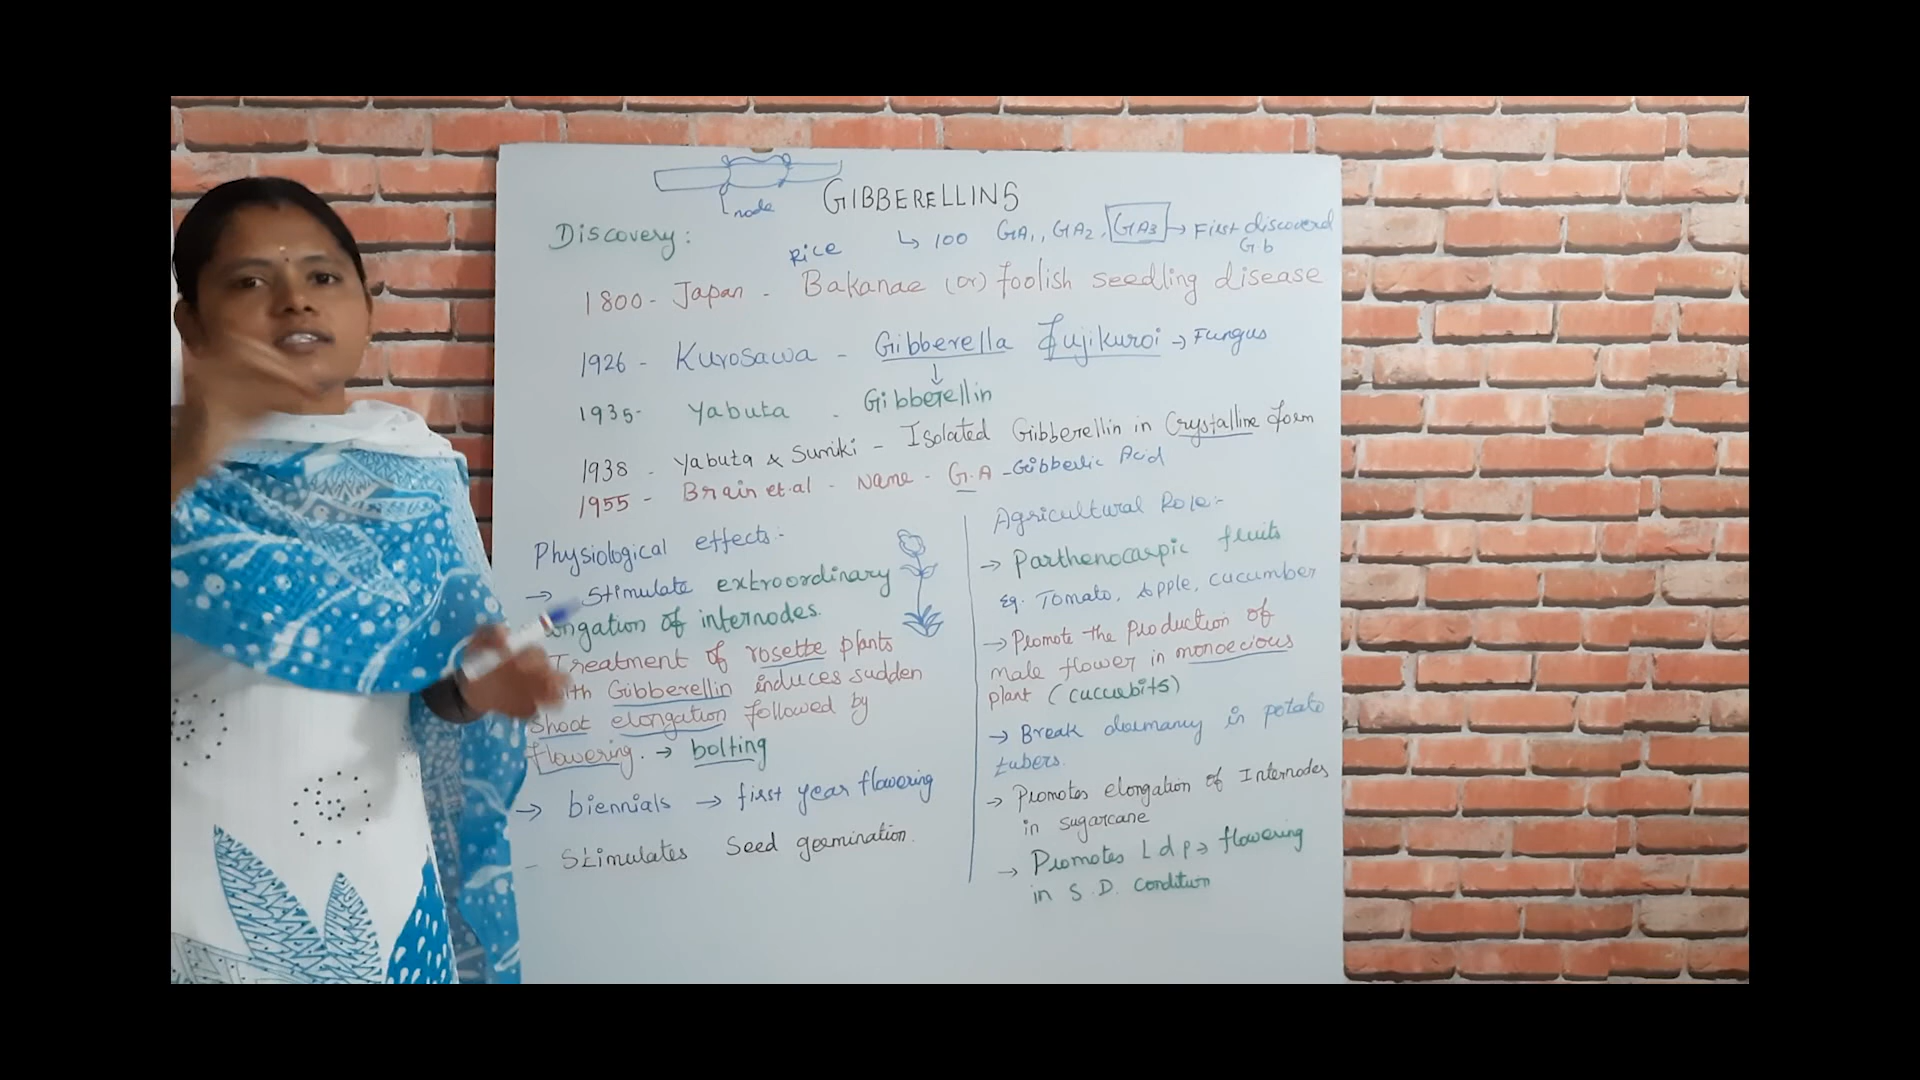 node
GIBBERELLINS
Discovery:
↳ 100 GA1, GA2, GA3 → First discovered
Gb
Rice
1800 - Japan - Bakanae (or) foolish seedling disease
1926 - Kurosawa - Gibberella Fujikuroi → Fungus
↓
1935- Yabuta - Gibberellin
1938 - Yabuta & Sumiki - Isolated Gibberellin in Crystalline form
1955 - Brain et.al - Name - G.A - Gibberlic Acid
Physiological effects:-
→ Stimulate extroordinary
ongation of internodes.
Treatment of rosette plants
ith Gibberellin induces sudden
Shoot elongation followed by
flowering. → bolting
→ biennials → first year flowering
- Stimulates Seed germination.
Agricultural Role:-
→ Parthenocarpic fruits
Eg. Tomato, Apple, cucumber
→ Promote the Production of
male flower in monoecious
plant (cucurbits)
→ Break dormancy in potato
tubers.
→ Promotes elongation of Internodes
in sugarcane
→ Promotes Ldp → flowering
in S.D. condition